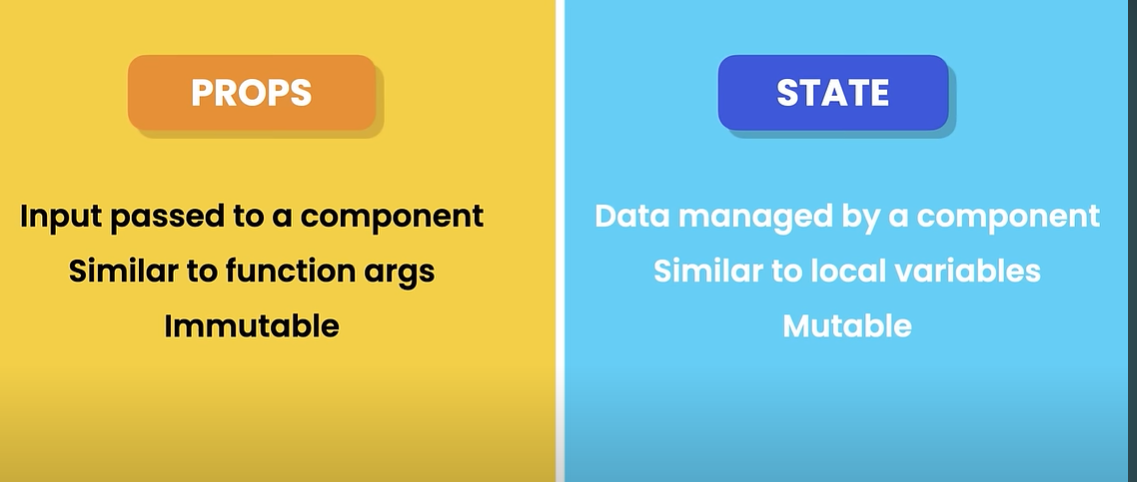 PROPS
Input passed to a component
Similar to function args
Immutable
STATE
Data managed by a component
Similar to local variables
Mutable